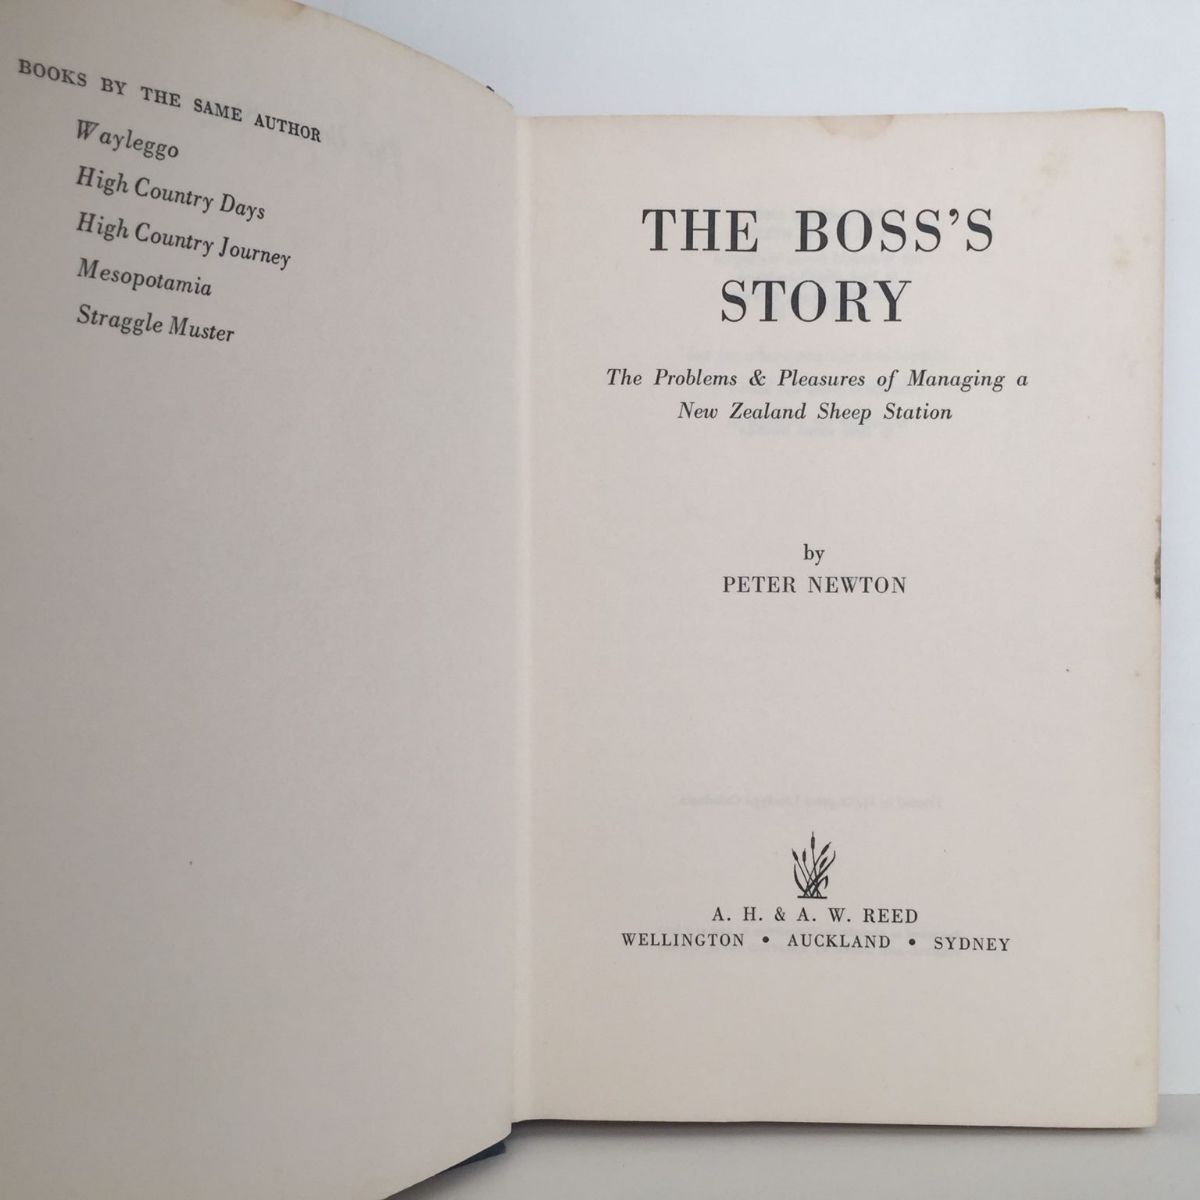 BOOKS BY THE SAME AUTHOR
Wayleggo
High Country Days
High Country Journey
Mesopotamia
Straggle Muster
THE BOSS'S
STORY
The Problems & Pleasures of Managing a
New Zealand Sheep Station
by
PETER NEWTON
A. H. & A. W. REED
WELLINGTON • AUCKLAND • SYDNEY